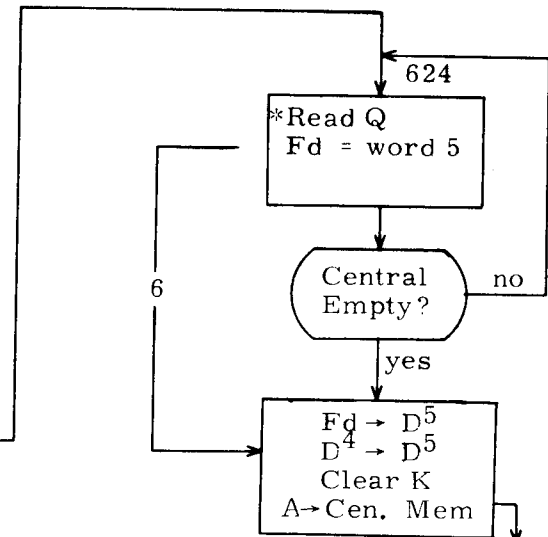 624
*Read Q
Fd = word 5
Central
Empty?
no
6
yes
Fd → D⁵
D⁴ → D⁵
Clear K
A→Cen. Mem